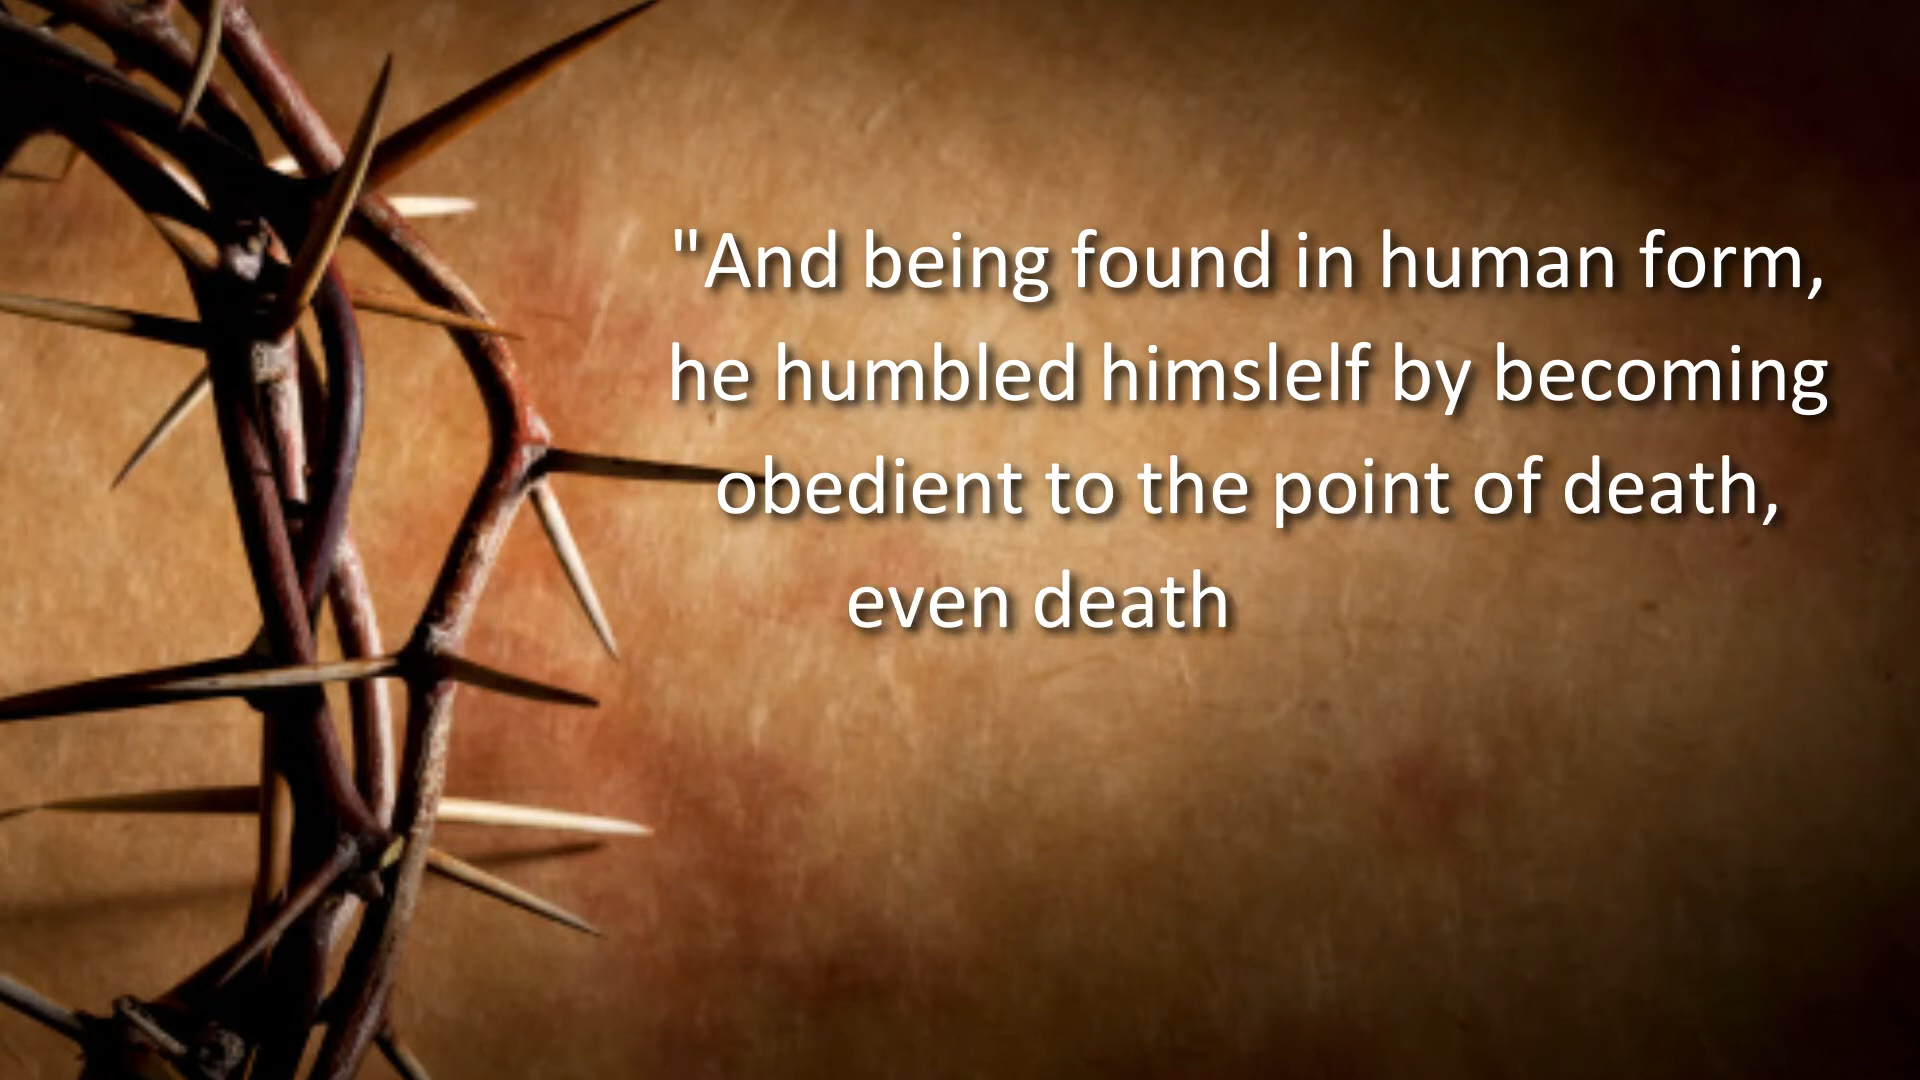 "And being found in human form,
he humbled himslelf by becoming
obedient to the point of death,
even death